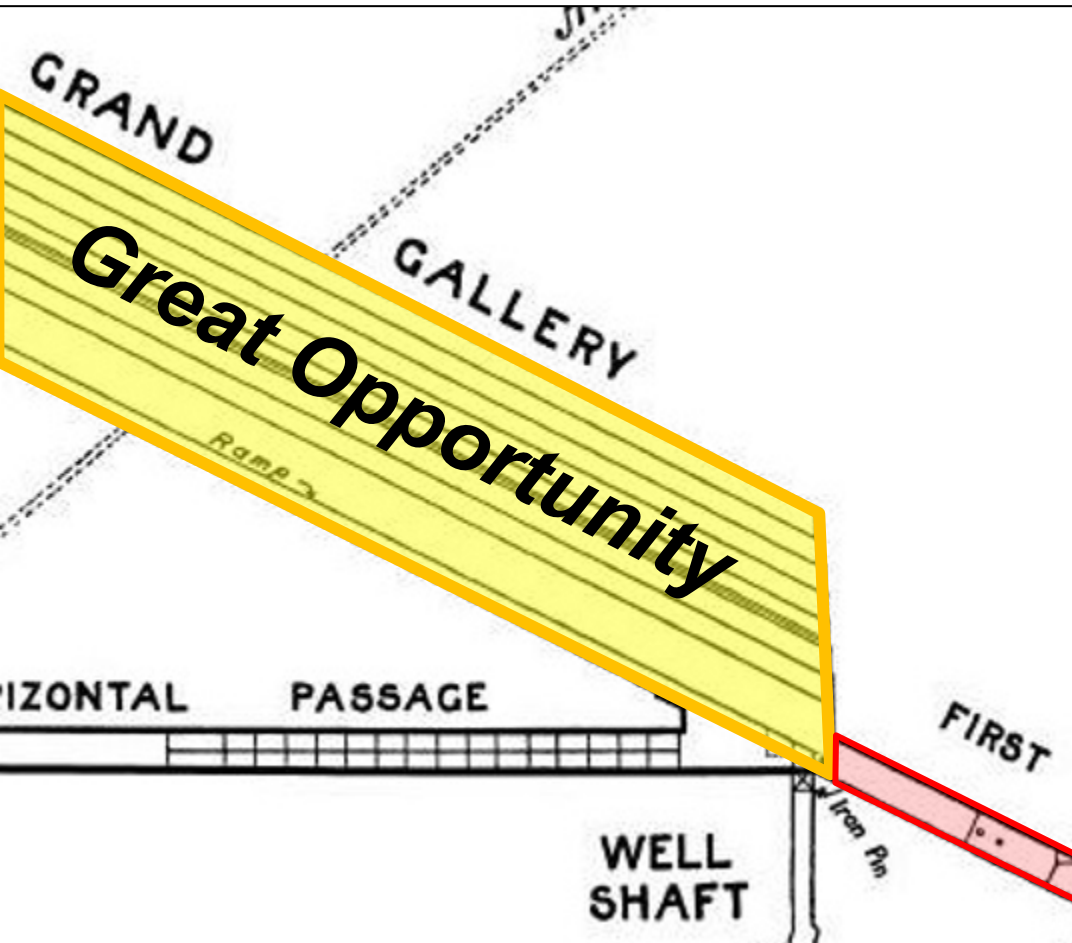 GRAND
GALLERY
Great Opportunity
Ramp
IZONTAL PASSAGE
FIRST
Iron Pin
WELL
SHAFT